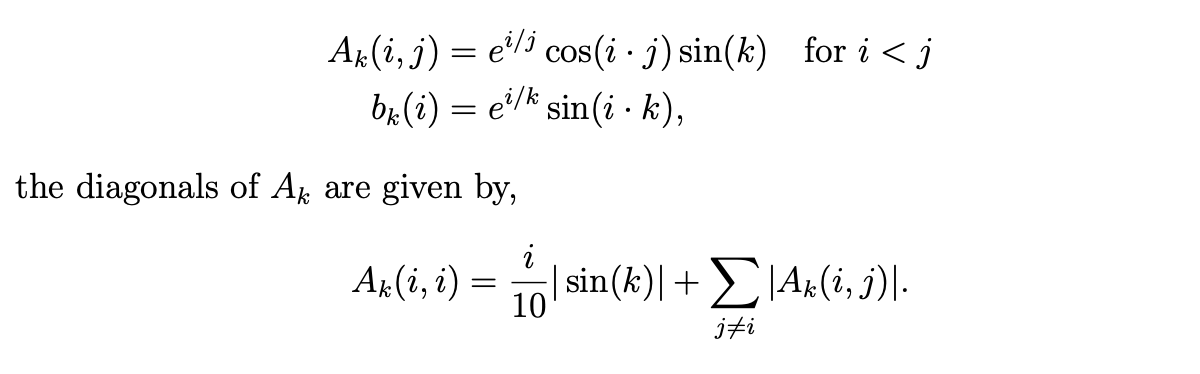 A_k(i, j) = e^{i/j} cos(i · j) sin(k) for i < j
b_k(i) = e^{i/k} sin(i · k),
the diagonals of A_k are given by,
A_k(i, i) = \frac{i}{10} | sin(k)| + \sum_{j≠i} |A_k(i, j)|.